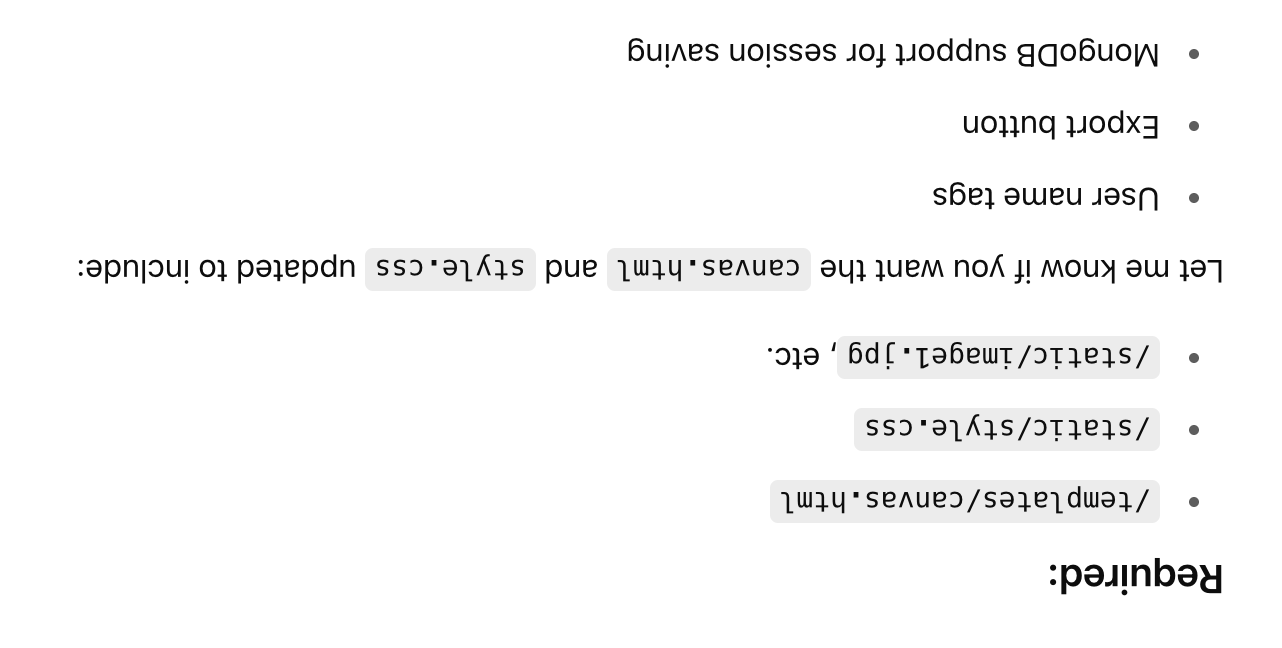 Required:
/templates/canvas.html
/static/style.css
/static/image1.jpg, etc.
Let me know if you want the canvas.html and style.css updated to include:
User name tags
Export button
MongoDB support for session saving